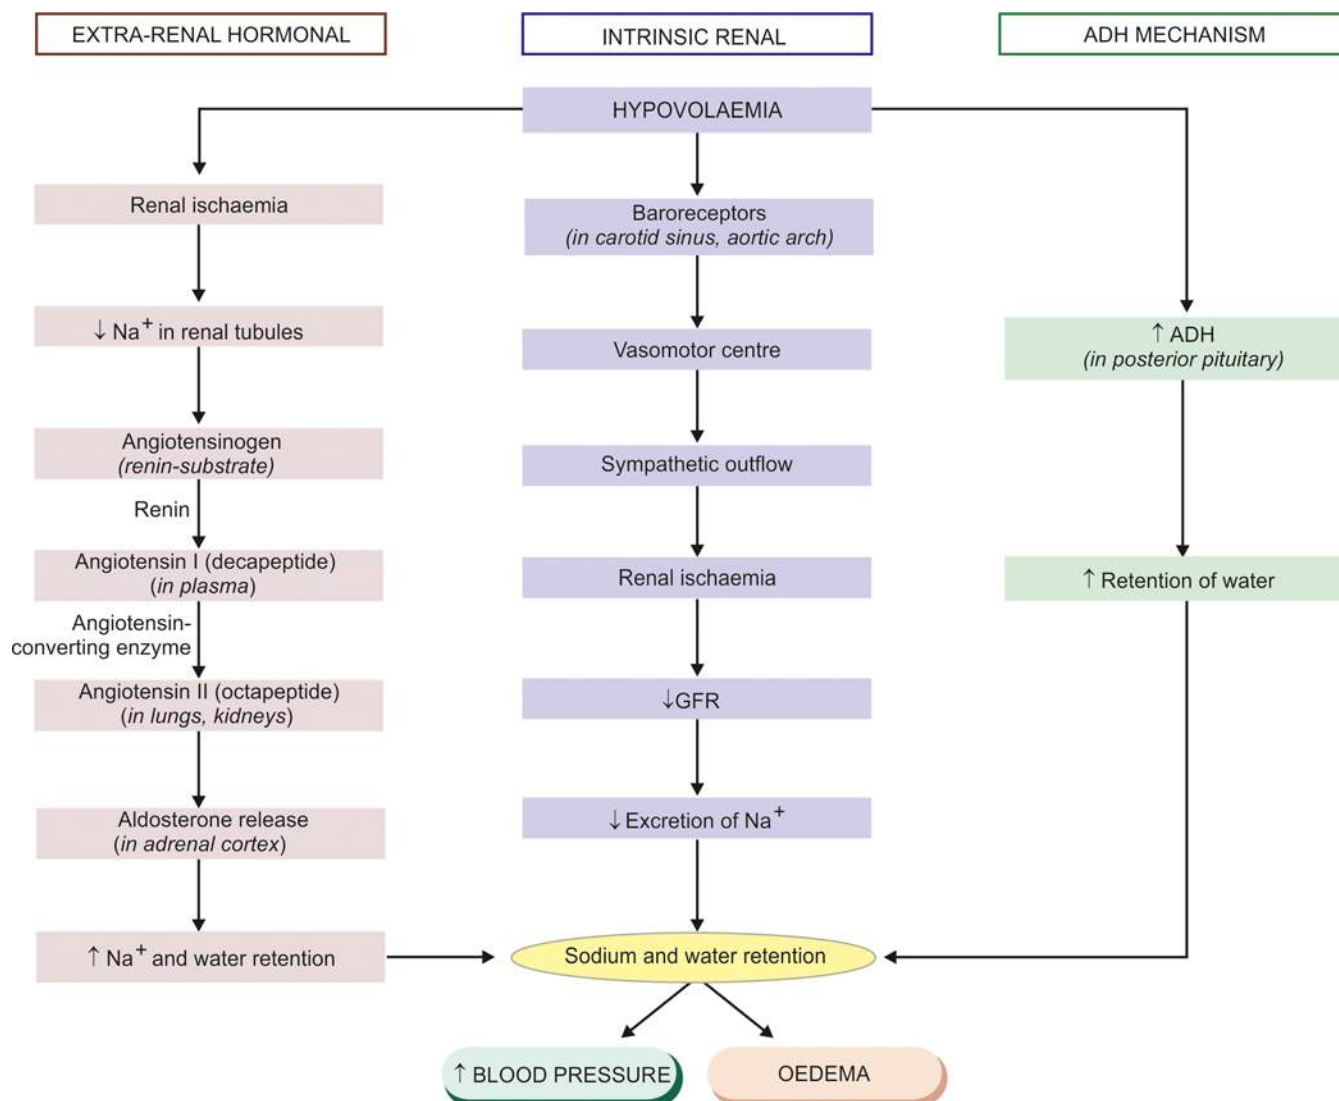 EXTRA-RENAL HORMONAL
INTRINSIC RENAL
ADH MECHANISM
HYPOVOLAEMIA
Renal ischaemia
↓ Na⁺ in renal tubules
Angiotensinogen
(renin-substrate)
Renin
Angiotensin I (decapeptide)
(in plasma)
Angiotensin-
converting enzyme
Angiotensin II (octapeptide)
(in lungs, kidneys)
Aldosterone release
(in adrenal cortex)
↑ Na⁺ and water retention
Baroreceptors
(in carotid sinus, aortic arch)
Vasomotor centre
Sympathetic outflow
Renal ischaemia
↓GFR
↓ Excretion of Na⁺
↑ ADH
(in posterior pituitary)
↑ Retention of water
Sodium and water retention
↑ BLOOD PRESSURE
OEDEMA